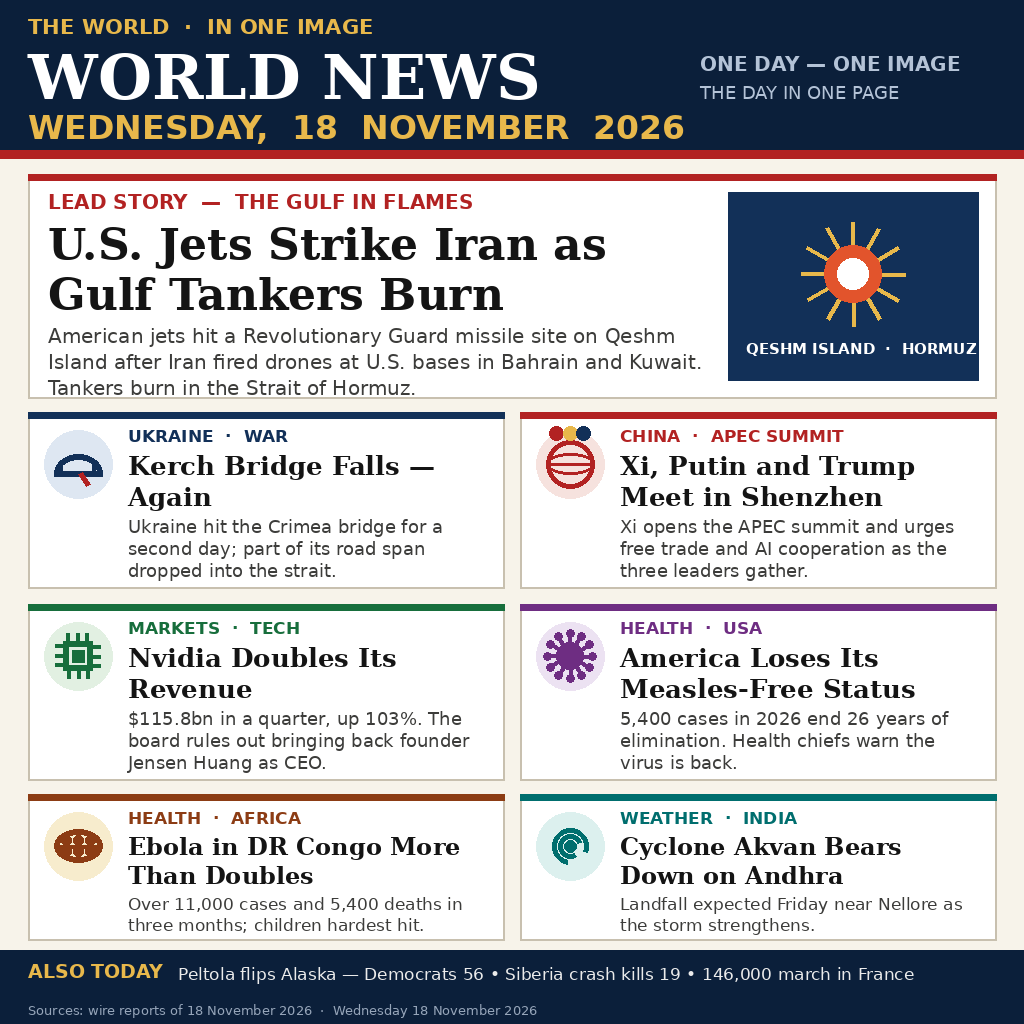 THE WORLD · IN ONE IMAGE
WORLD NEWS
WEDNESDAY, 18 NOVEMBER 2026
ONE DAY — ONE IMAGE
THE DAY IN ONE PAGE
LEAD STORY — THE GULF IN FLAMES
U.S. Jets Strike Iran as
Gulf Tankers Burn
American jets hit a Revolutionary Guard missile site on Qeshm
Island after Iran fired drones at U.S. bases in Bahrain and Kuwait.
Tankers burn in the Strait of Hormuz.
QESHM ISLAND · HORMUZ
UKRAINE · WAR
Kerch Bridge Falls —
Again
Ukraine hit the Crimea bridge for a
second day; part of its road span
dropped into the strait.
CHINA · APEC SUMMIT
Xi, Putin and Trump
Meet in Shenzhen
Xi opens the APEC summit and urges
free trade and AI cooperation as the
three leaders gather.
MARKETS · TECH
Nvidia Doubles Its
Revenue
$115.8bn in a quarter, up 103%. The
board rules out bringing back founder
Jensen Huang as CEO.
HEALTH · USA
America Loses Its
Measles-Free Status
5,400 cases in 2026 end 26 years of
elimination. Health chiefs warn the
virus is back.
HEALTH · AFRICA
Ebola in DR Congo More
Than Doubles
Over 11,000 cases and 5,400 deaths in
three months; children hardest hit.
WEATHER · INDIA
Cyclone Akvan Bears
Down on Andhra
Landfall expected Friday near Nellore as
the storm strengthens.
ALSO TODAY Peltola flips Alaska — Democrats 56 • Siberia crash kills 19 • 146,000 march in France
Sources: wire reports of 18 November 2026 · Wednesday 18 November 2026